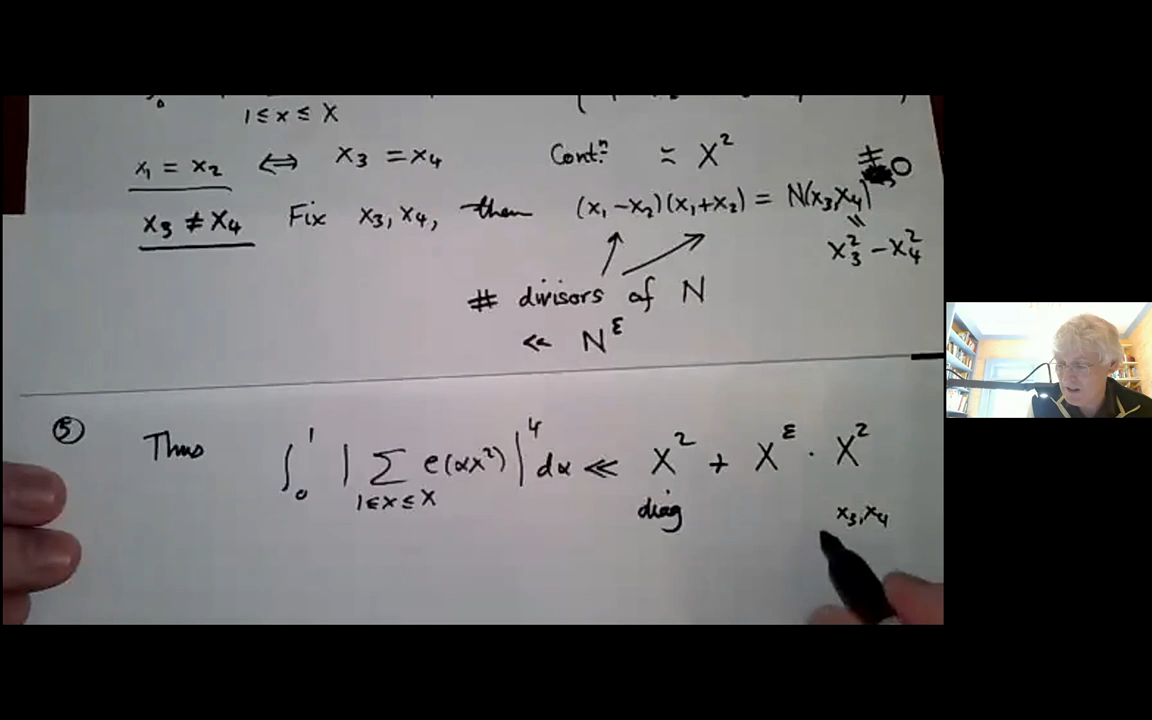 1 ≤ x ≤ X
x₁ = x₂ ⟺ x₃ = x₄ Contⁿ ≍ X²
≠ 0
x₃ ≠ x₄ Fix x₃, x₄, then (x₁ - x₂)(x₁ + x₂) = N(x₃, x₄)
x₃² - x₄²
# divisors of N
≪ N^ε
⑤ Thus ∫₀¹ | ∑_{1≤x≤X} e(αx²) |⁴ dα ≪ X² + X^ε · X²
diag x₃, x₄